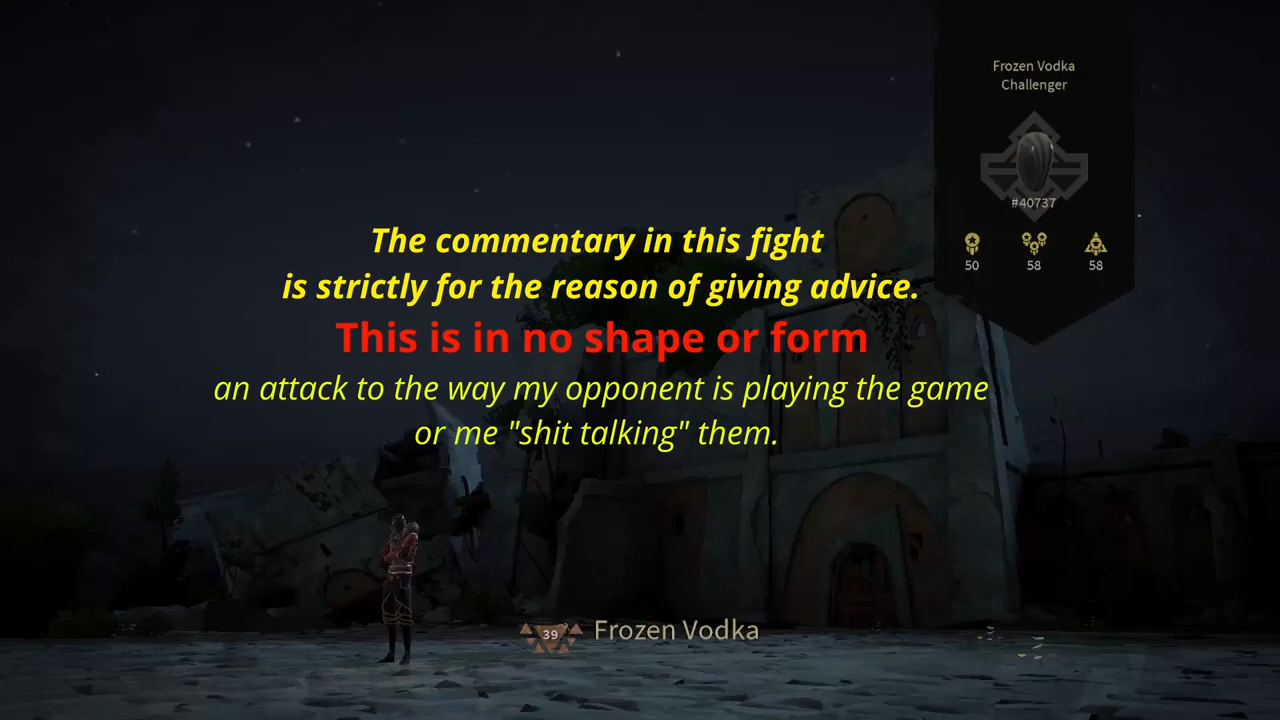 Frozen Vodka
Challenger
#40737
50 58 58
The commentary in this fight
is strictly for the reason of giving advice.
This is in no shape or form
an attack to the way my opponent is playing the game
or me "shit talking" them.
39 Frozen Vodka